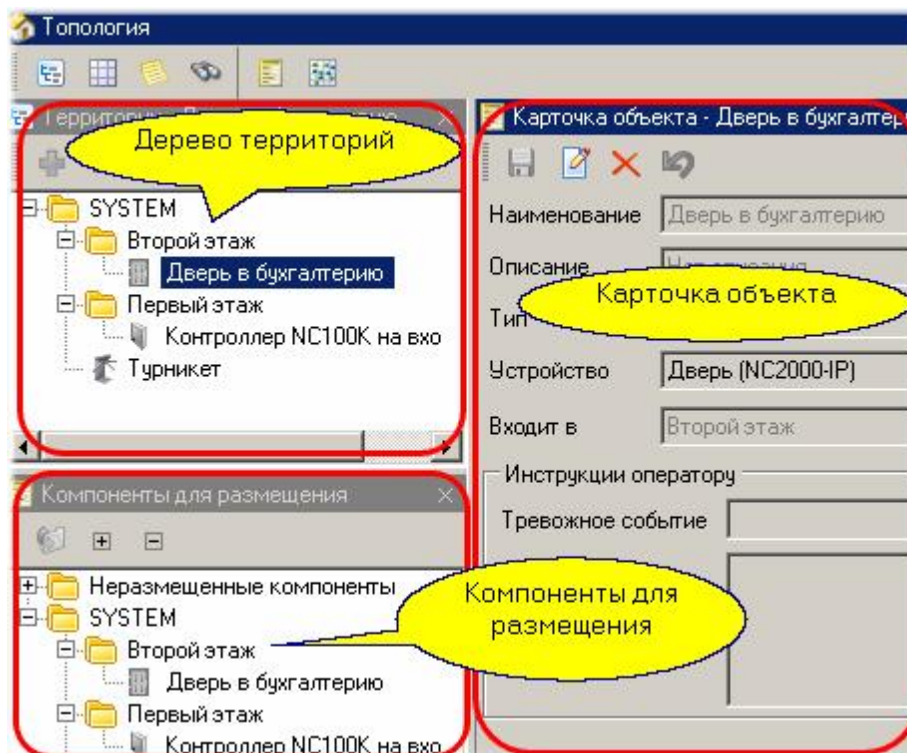 Топология
Дерево территорий
SYSTEM
Второй этаж
Дверь в бухгалтерию
Первый этаж
Контроллер NC100K на вхо
Турникет
Компоненты для размещения
Неразмещенные компоненты
SYSTEM
Второй этаж
Дверь в бухгалтерию
Первый этаж
Контроллер NC100K на вхо
Компоненты для
размещения
Карточка объекта - Дверь в бухгалтер
Наименование Дверь в бухгалтерию
Описание
Карточка объекта
Тип
Устройство Дверь (NC2000-IP)
Входит в Второй этаж
Инструкции оператору
Тревожное событие